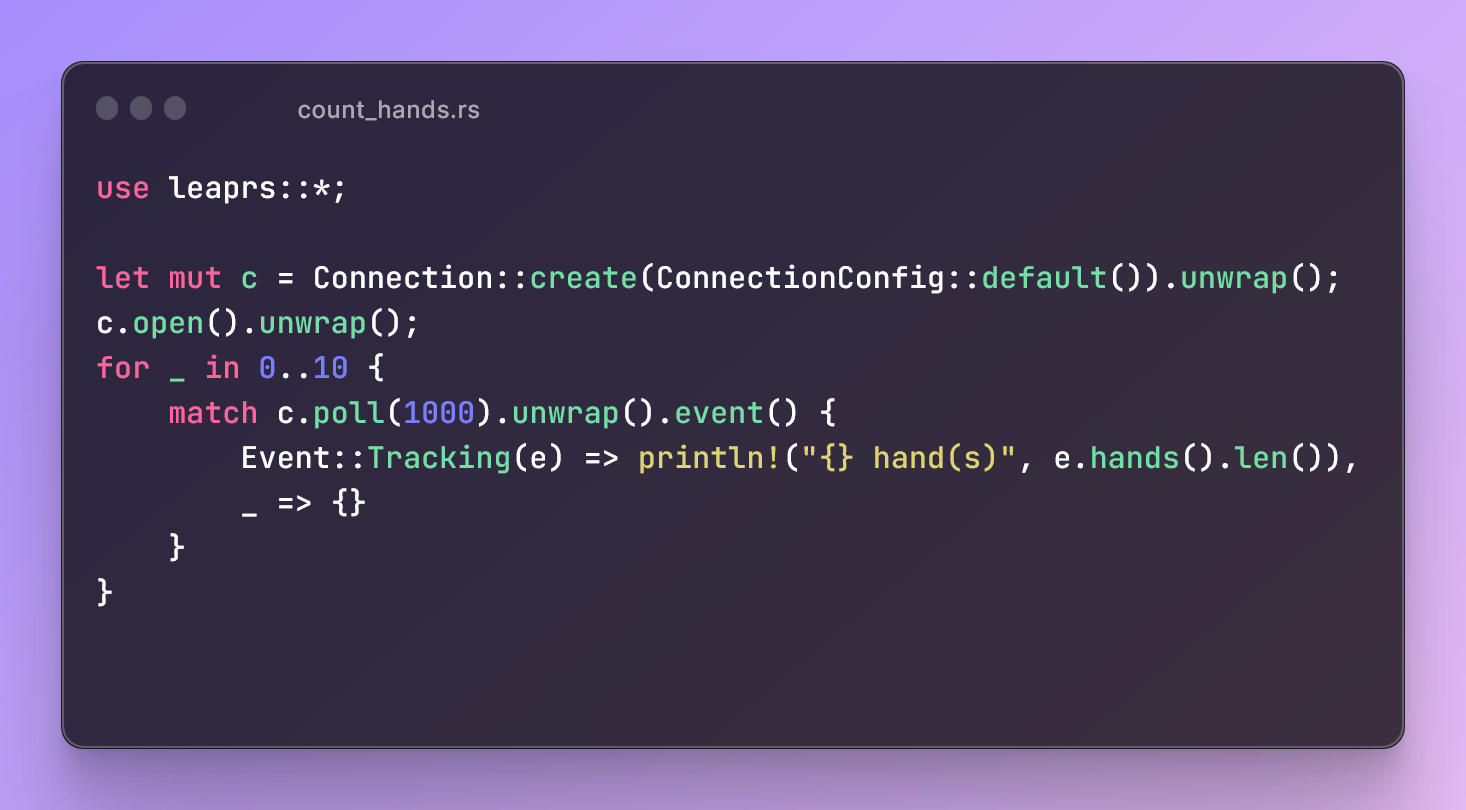 count_hands.rs
use leaprs::*;
let mut c = Connection::create(ConnectionConfig::default()).unwrap();
c.open().unwrap();
for _ in 0..10 {
    match c.poll(1000).unwrap().event() {
        Event::Tracking(e) => println!("{} hand(s)", e.hands().len()),
        _ => {}
    }
}